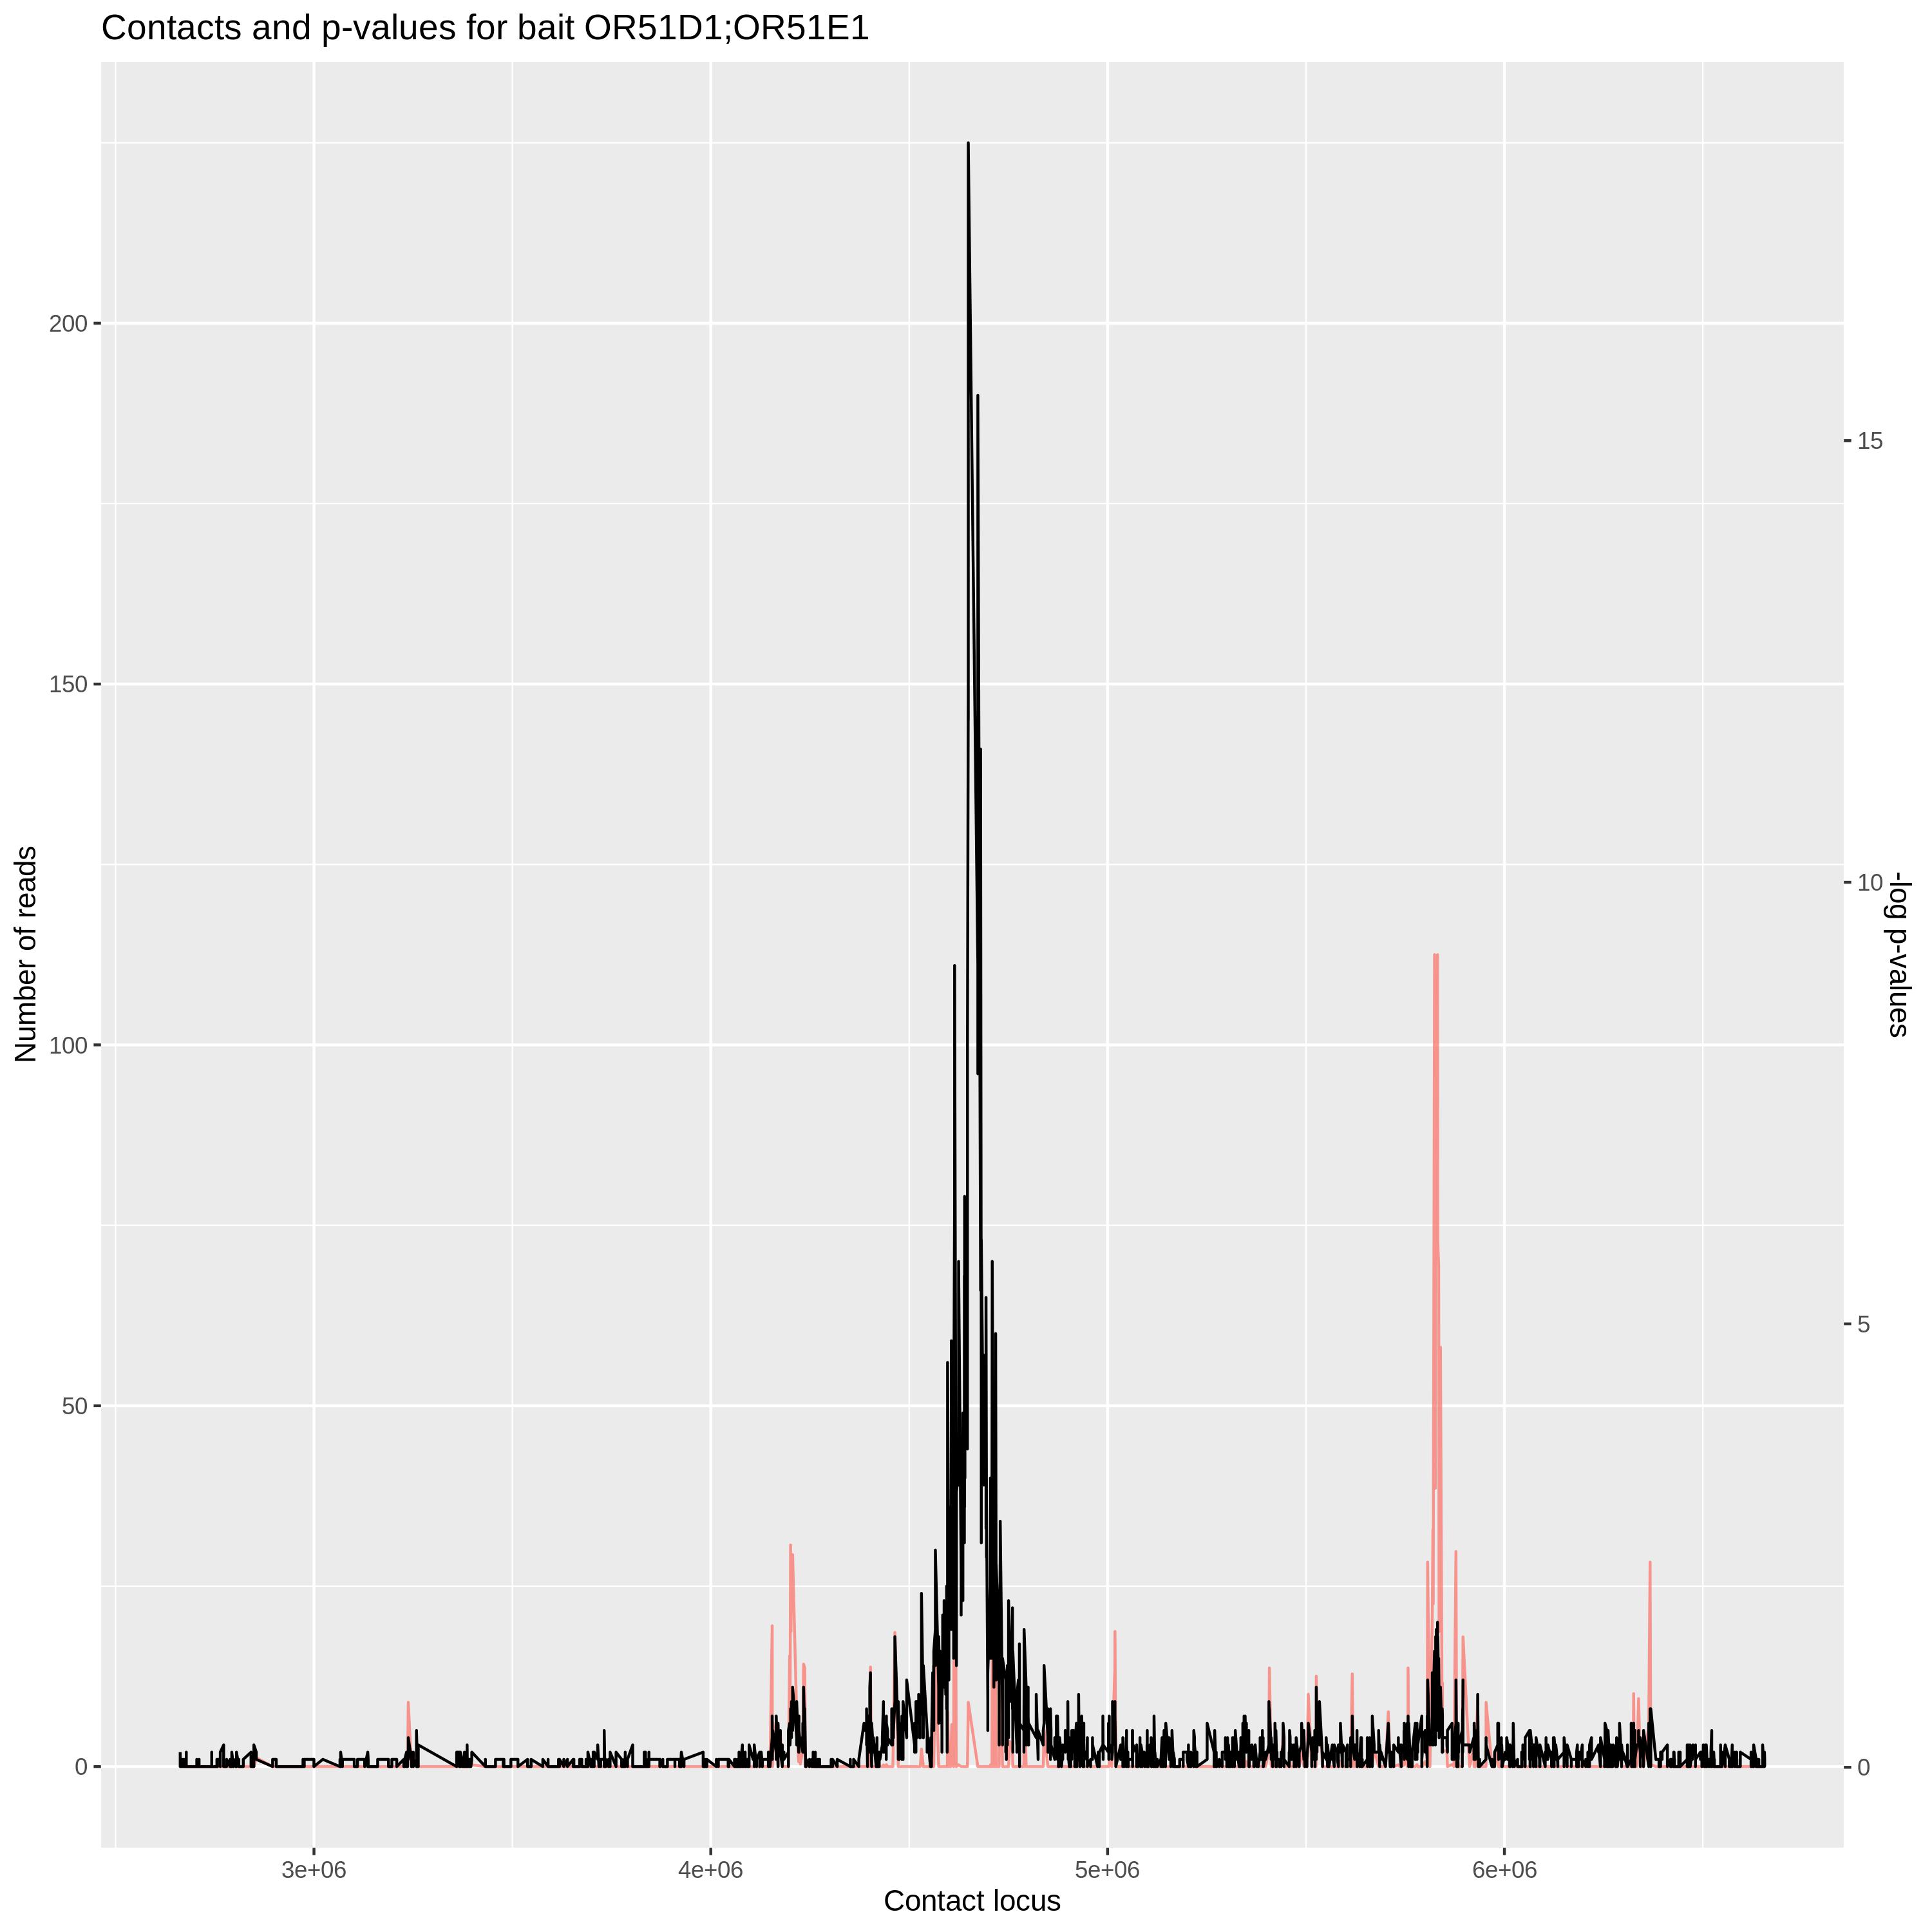 Contacts and p-values for bait OR51D1;OR51E1
200
150
100
50
0
Number of reads
15
10
5
0
-log p-values
3e+06
4e+06
5e+06
6e+06
Contact locus